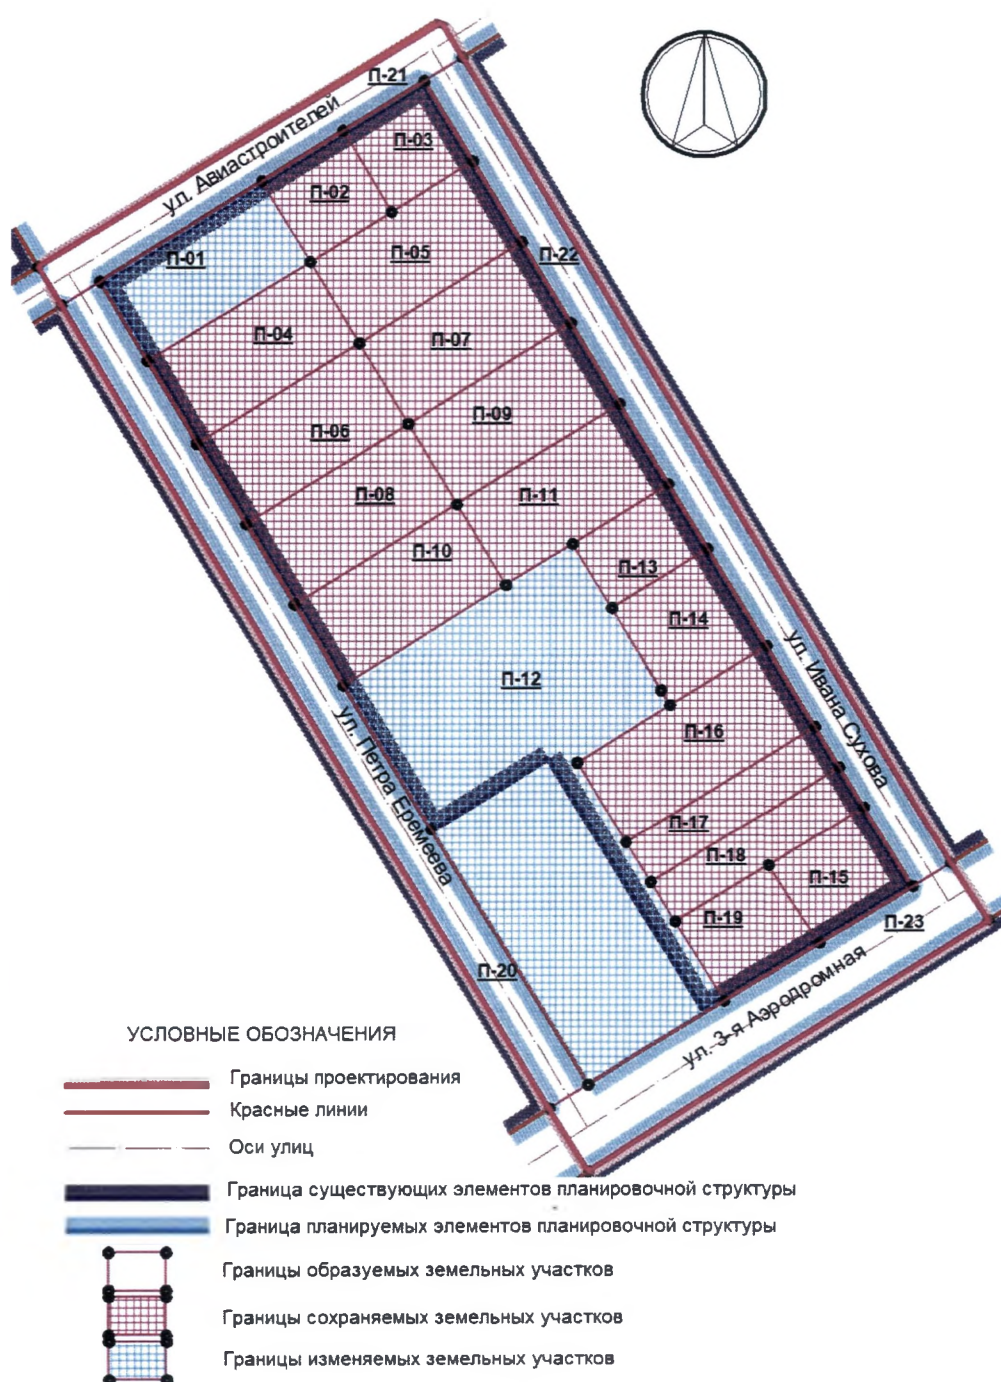 П-21
ул. Авиастроителей
П-03
П-02
П-01
П-05
П-22
П-04
П-07
П-06
П-09
П-08
П-11
П-10
П-13
П-14
П-12
ул. Ивана Сухова
П-16
ул. Петра Еремеева
П-17
П-18
П-15
П-19
П-23
П-20
ул. 3-я Аэродромная
УСЛОВНЫЕ ОБОЗНАЧЕНИЯ
Границы проектирования
Красные линии
Оси улиц
Граница существующих элементов планировочной структуры
Граница планируемых элементов планировочной структуры
Границы образуемых земельных участков
Границы сохраняемых земельных участков
Границы изменяемых земельных участков